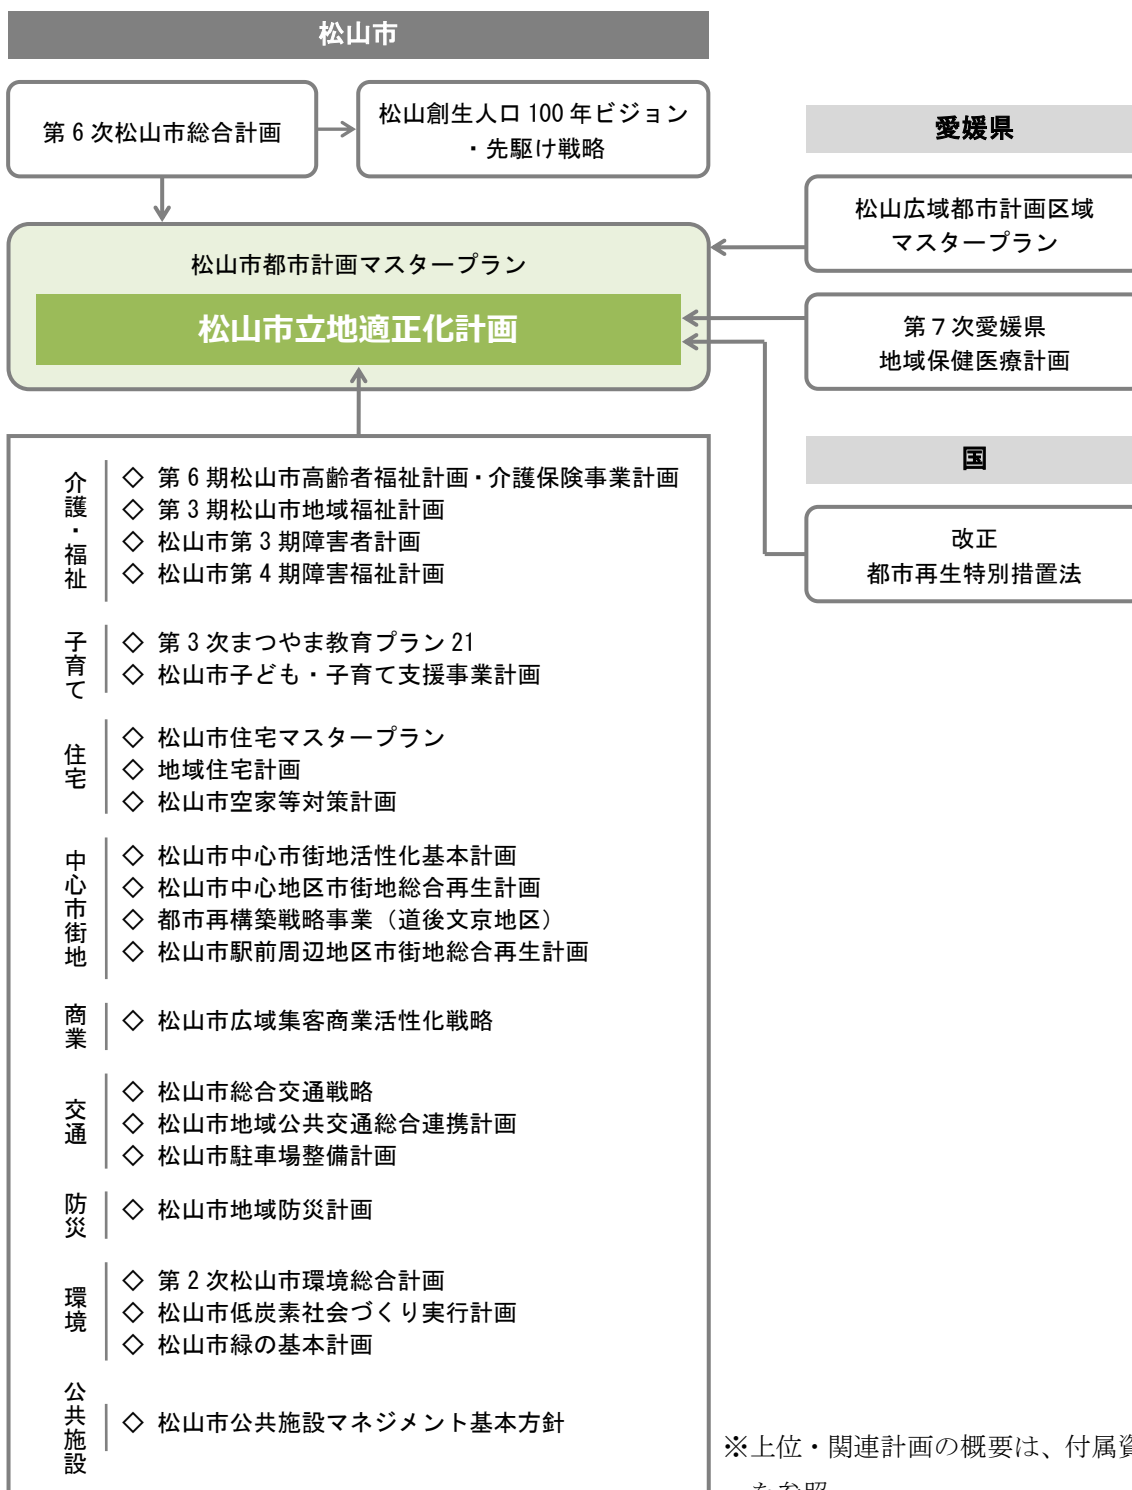 松山市
第6次松山市総合計画
松山創生人口100年ビジョン
・先駆け戦略
松山市都市計画マスタープラン
松山市立地適正化計画
愛媛県
松山広域都市計画区域
マスタープラン
第7次愛媛県
地域保健医療計画
国
改正
都市再生特別措置法
介護・福祉
◇ 第6期松山市高齢者福祉計画・介護保険事業計画
◇ 第3期松山市地域福祉計画
◇ 松山市第3期障害者計画
◇ 松山市第4期障害福祉計画
子育て
◇ 第3次まつやま教育プラン21
◇ 松山市子ども・子育て支援事業計画
住宅
◇ 松山市住宅マスタープラン
◇ 地域住宅計画
◇ 松山市空家等対策計画
中心市街地
◇ 松山市中心市街地活性化基本計画
◇ 松山市中心地区市街地総合再生計画
◇ 都市再構築戦略事業（道後文京地区）
◇ 松山市駅前周辺地区市街地総合再生計画
商業
◇ 松山市広域集客商業活性化戦略
交通
◇ 松山市総合交通戦略
◇ 松山市地域公共交通総合連携計画
◇ 松山市駐車場整備計画
防災
◇ 松山市地域防災計画
環境
◇ 第2次松山市環境総合計画
◇ 松山市低炭素社会づくり実行計画
◇ 松山市緑の基本計画
公共施設
◇ 松山市公共施設マネジメント基本方針
※上位・関連計画の概要は、付属資
を参照